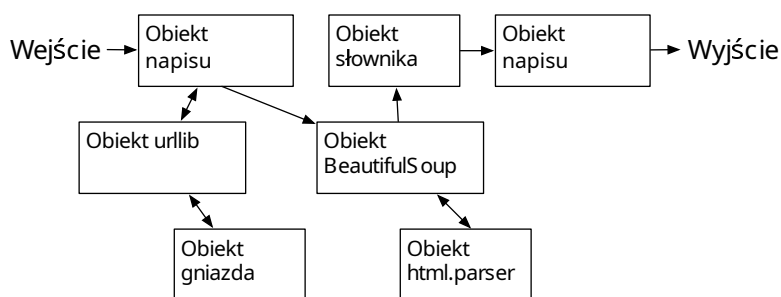 Wejście
Obiekt
napisu
Obiekt
słownika
Obiekt
napisu
Wyjście
Obiekt urllib
Obiekt
BeautifulSoup
Obiekt
gniazda
Obiekt
html.parser